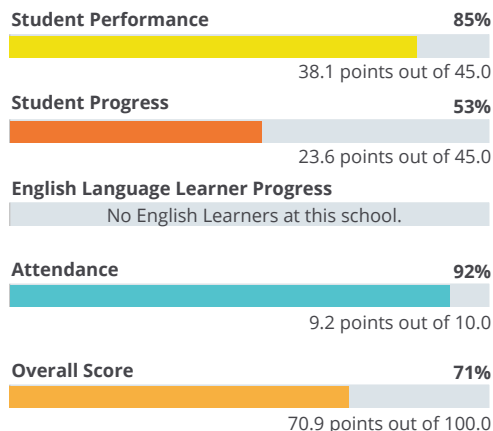 Student Performance 85%
38.1 points out of 45.0
Student Progress 53%
23.6 points out of 45.0
English Language Learner Progress
No English Learners at this school.
Attendance 92%
9.2 points out of 10.0
Overall Score 71%
70.9 points out of 100.0